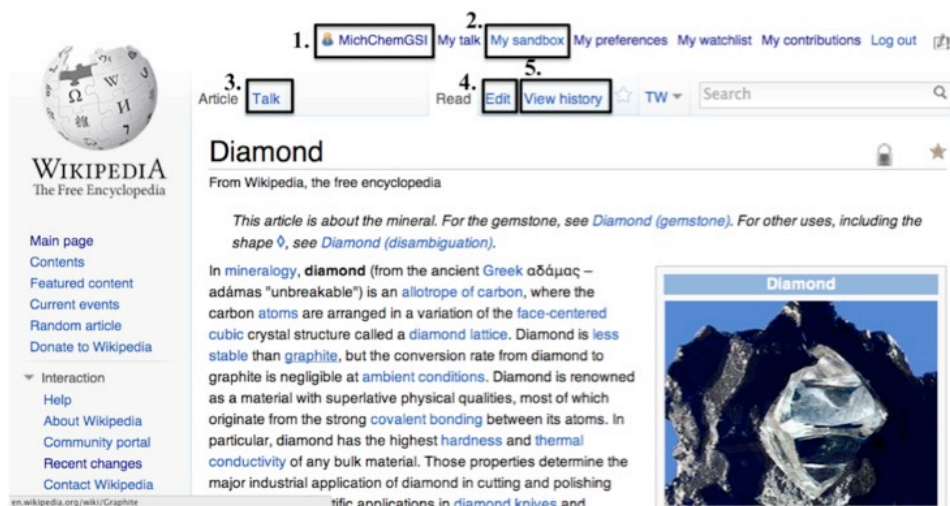 1. MichChemGSI My talk 2. My sandbox My preferences My watchlist My contributions Log out
Article 3. Talk Read 4. Edit 5. View history TW Search
Ω W И 維
WIKIPEDIA
The Free Encyclopedia
Main page
Contents
Featured content
Current events
Random article
Donate to Wikipedia
Interaction
Help
About Wikipedia
Community portal
Recent changes
Contact Wikipedia
en.wikipedia.org/wiki/Graphite
Diamond
From Wikipedia, the free encyclopedia
This article is about the mineral. For the gemstone, see Diamond (gemstone). For other uses, including the
shape ◊, see Diamond (disambiguation).
In mineralogy, diamond (from the ancient Greek αδάμας –
adámas "unbreakable") is an allotrope of carbon, where the
carbon atoms are arranged in a variation of the face-centered
cubic crystal structure called a diamond lattice. Diamond is less
stable than graphite, but the conversion rate from diamond to
graphite is negligible at ambient conditions. Diamond is renowned
as a material with superlative physical qualities, most of which
originate from the strong covalent bonding between its atoms. In
particular, diamond has the highest hardness and thermal
conductivity of any bulk material. Those properties determine the
major industrial application of diamond in cutting and polishing
applications in diamond knives and
Diamond